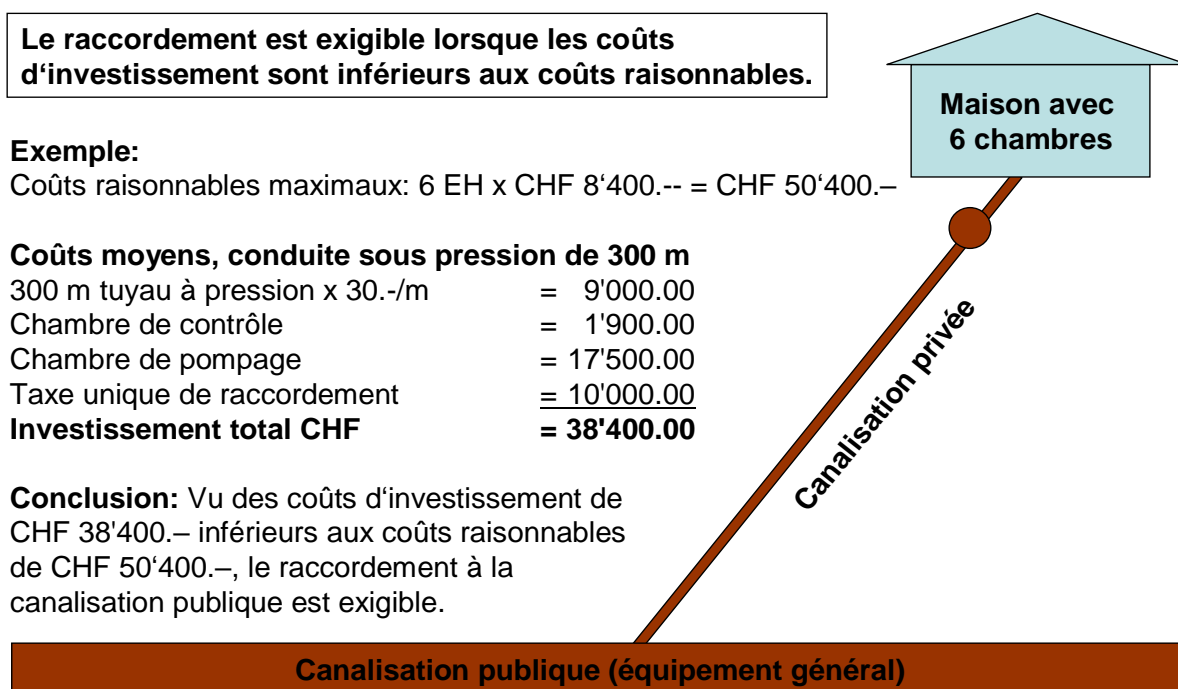 Le raccordement est exigible lorsque les coûts
d‘investissement sont inférieurs aux coûts raisonnables.
Maison avec
6 chambres
Exemple:
Coûts raisonnables maximaux: 6 EH x CHF 8‘400.-- = CHF 50‘400.–
Coûts moyens, conduite sous pression de 300 m
300 m tuyau à pression x 30.-/m = 9'000.00
Chambre de contrôle = 1'900.00
Chambre de pompage = 17'500.00
Taxe unique de raccordement = 10'000.00
Investissement total CHF = 38'400.00
Canalisation privée
Conclusion: Vu des coûts d‘investissement de
CHF 38'400.– inférieurs aux coûts raisonnables
de CHF 50‘400.–, le raccordement à la
canalisation publique est exigible.
Canalisation publique (équipement général)